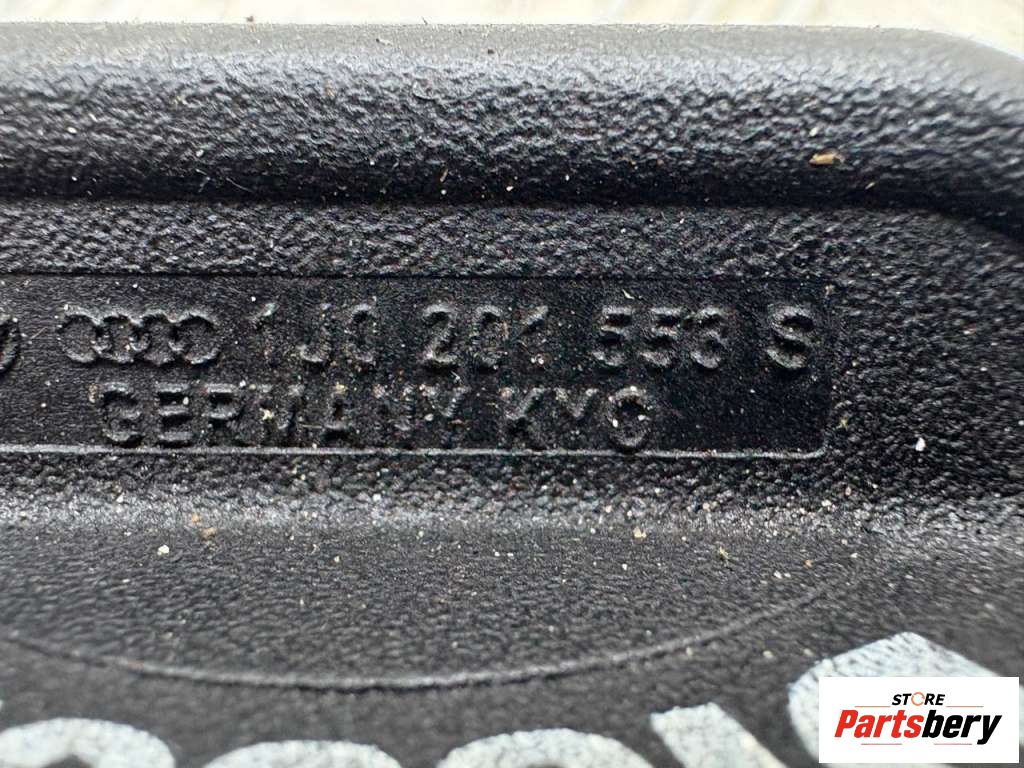 1J0 201 553 S
GERMANY KYO
STORE
Partsbery